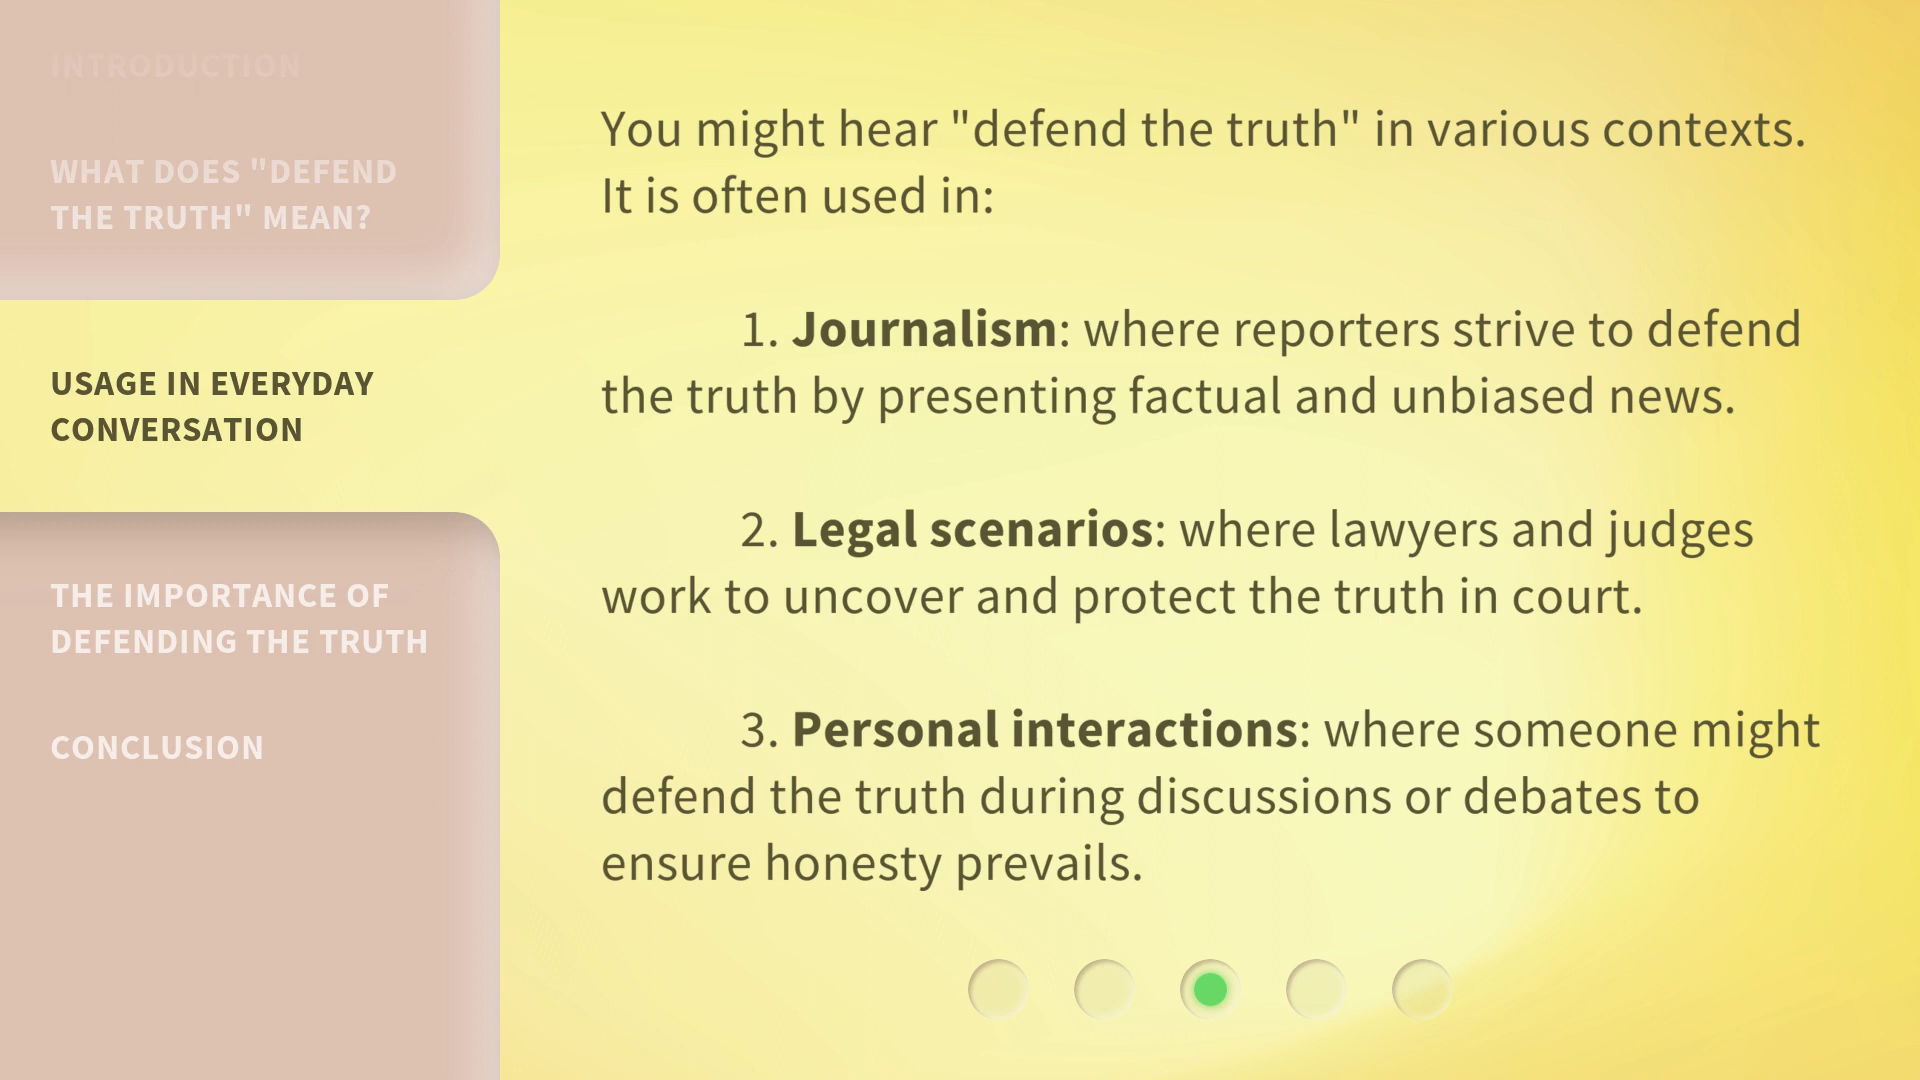 INTRODUCTION
WHAT DOES "DEFEND
THE TRUTH" MEAN?
USAGE IN EVERYDAY
CONVERSATION
THE IMPORTANCE OF
DEFENDING THE TRUTH
CONCLUSION
You might hear "defend the truth" in various contexts.
It is often used in:
1. Journalism: where reporters strive to defend
the truth by presenting factual and unbiased news.
2. Legal scenarios: where lawyers and judges
work to uncover and protect the truth in court.
3. Personal interactions: where someone might
defend the truth during discussions or debates to
ensure honesty prevails.